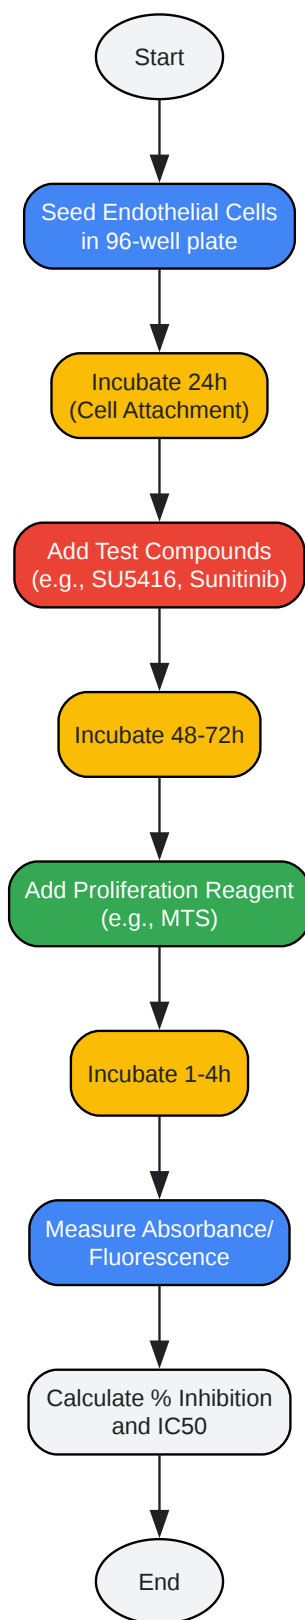 Start
Seed Endothelial Cells
in 96-well plate
Incubate 24h
(Cell Attachment)
Add Test Compounds
(e.g., SU5416, Sunitinib)
Incubate 48-72h
Add Proliferation Reagent
(e.g., MTS)
Incubate 1-4h
Measure Absorbance/
Fluorescence
Calculate % Inhibition
and IC50
End